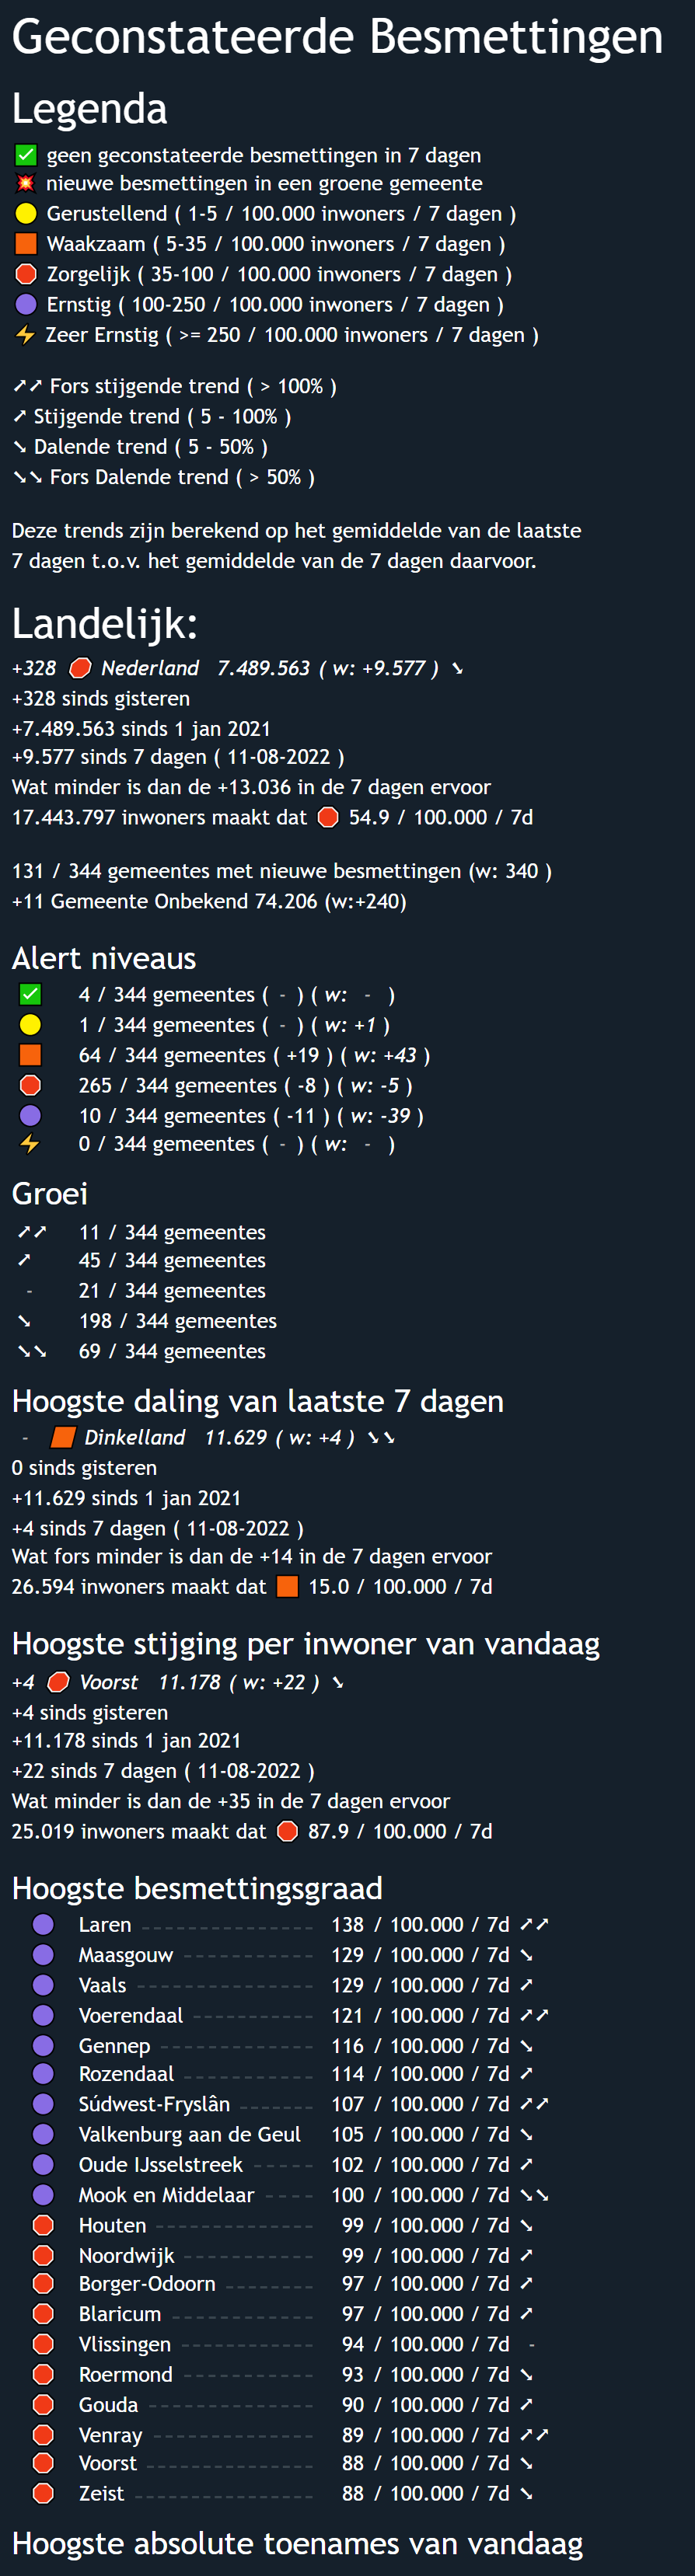 Geconstateerde Besmettingen
Legenda
✅ geen geconstateerde besmettingen in 7 dagen
💥 nieuwe besmettingen in een groene gemeente
Gerustellend ( 1-5 / 100.000 inwoners / 7 dagen )
Waakzaam ( 5-35 / 100.000 inwoners / 7 dagen )
Zorgelijk ( 35-100 / 100.000 inwoners / 7 dagen )
Ernstig ( 100-250 / 100.000 inwoners / 7 dagen )
⚡ Zeer Ernstig ( >= 250 / 100.000 inwoners / 7 dagen )
➚➚ Fors stijgende trend ( > 100% )
➚ Stijgende trend ( 5 - 100% )
➘ Dalende trend ( 5 - 50% )
➘➘ Fors Dalende trend ( > 50% )
Deze trends zijn berekend op het gemiddelde van de laatste
7 dagen t.o.v. het gemiddelde van de 7 dagen daarvoor.
Landelijk:
+328 Nederland 7.489.563 ( w: +9.577 ) ➘
+328 sinds gisteren
+7.489.563 sinds 1 jan 2021
+9.577 sinds 7 dagen ( 11-08-2022 )
Wat minder is dan de +13.036 in de 7 dagen ervoor
17.443.797 inwoners maakt dat 54.9 / 100.000 / 7d
131 / 344 gemeentes met nieuwe besmettingen (w: 340 )
+11 Gemeente Onbekend 74.206 (w:+240)
Alert niveaus
✅ 4 / 344 gemeentes ( - ) ( w: - )
1 / 344 gemeentes ( - ) ( w: +1 )
64 / 344 gemeentes ( +19 ) ( w: +43 )
265 / 344 gemeentes ( -8 ) ( w: -5 )
10 / 344 gemeentes ( -11 ) ( w: -39 )
⚡ 0 / 344 gemeentes ( - ) ( w: - )
Groei
➚➚ 11 / 344 gemeentes
➚ 45 / 344 gemeentes
- 21 / 344 gemeentes
➘ 198 / 344 gemeentes
➘➘ 69 / 344 gemeentes
Hoogste daling van laatste 7 dagen
- Dinkelland 11.629 ( w: +4 ) ➘➘
0 sinds gisteren
+11.629 sinds 1 jan 2021
+4 sinds 7 dagen ( 11-08-2022 )
Wat fors minder is dan de +14 in de 7 dagen ervoor
26.594 inwoners maakt dat 15.0 / 100.000 / 7d
Hoogste stijging per inwoner van vandaag
+4 Voorst 11.178 ( w: +22 ) ➘
+4 sinds gisteren
+11.178 sinds 1 jan 2021
+22 sinds 7 dagen ( 11-08-2022 )
Wat minder is dan de +35 in de 7 dagen ervoor
25.019 inwoners maakt dat 87.9 / 100.000 / 7d
Hoogste besmettingsgraad
Laren 138 / 100.000 / 7d ➚➚
Maasgouw 129 / 100.000 / 7d ➘
Vaals 129 / 100.000 / 7d ➚
Voerendaal 121 / 100.000 / 7d ➚➚
Gennep 116 / 100.000 / 7d ➘
Rozendaal 114 / 100.000 / 7d ➚
Súdwest-Fryslân 107 / 100.000 / 7d ➚➚
Valkenburg aan de Geul 105 / 100.000 / 7d ➘
Oude IJsselstreek 102 / 100.000 / 7d ➚
Mook en Middelaar 100 / 100.000 / 7d ➘➘
Houten 99 / 100.000 / 7d ➘
Noordwijk 99 / 100.000 / 7d ➚
Borger-Odoorn 97 / 100.000 / 7d ➚
Blaricum 97 / 100.000 / 7d ➚
Vlissingen 94 / 100.000 / 7d -
Roermond 93 / 100.000 / 7d ➘
Gouda 90 / 100.000 / 7d ➚
Venray 89 / 100.000 / 7d ➚➚
Voorst 88 / 100.000 / 7d ➘
Zeist 88 / 100.000 / 7d ➘
Hoogste absolute toenames van vandaag